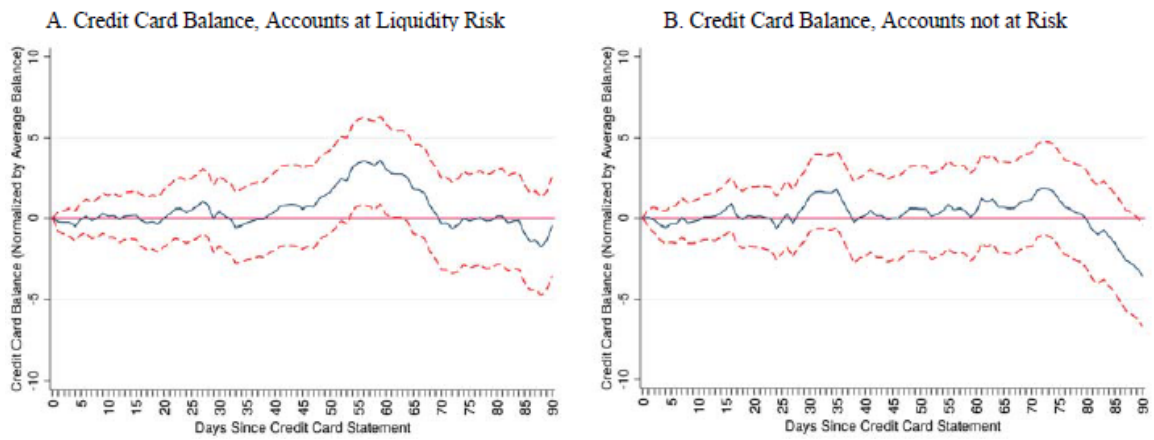 A. Credit Card Balance, Accounts at Liquidity Risk
Credit Card Balance (Normalized by Average Balance)
10
5
0
-5
-10
0 5 10 15 20 25 30 35 40 45 50 55 60 65 70 75 80 85 90
Days Since Credit Card Statement
B. Credit Card Balance, Accounts not at Risk
Credit Card Balance (Normalized by Average Balance)
10
5
0
-5
-10
0 5 10 15 20 25 30 35 40 45 50 55 60 65 70 75 80 85 90
Days Since Credit Card Statement